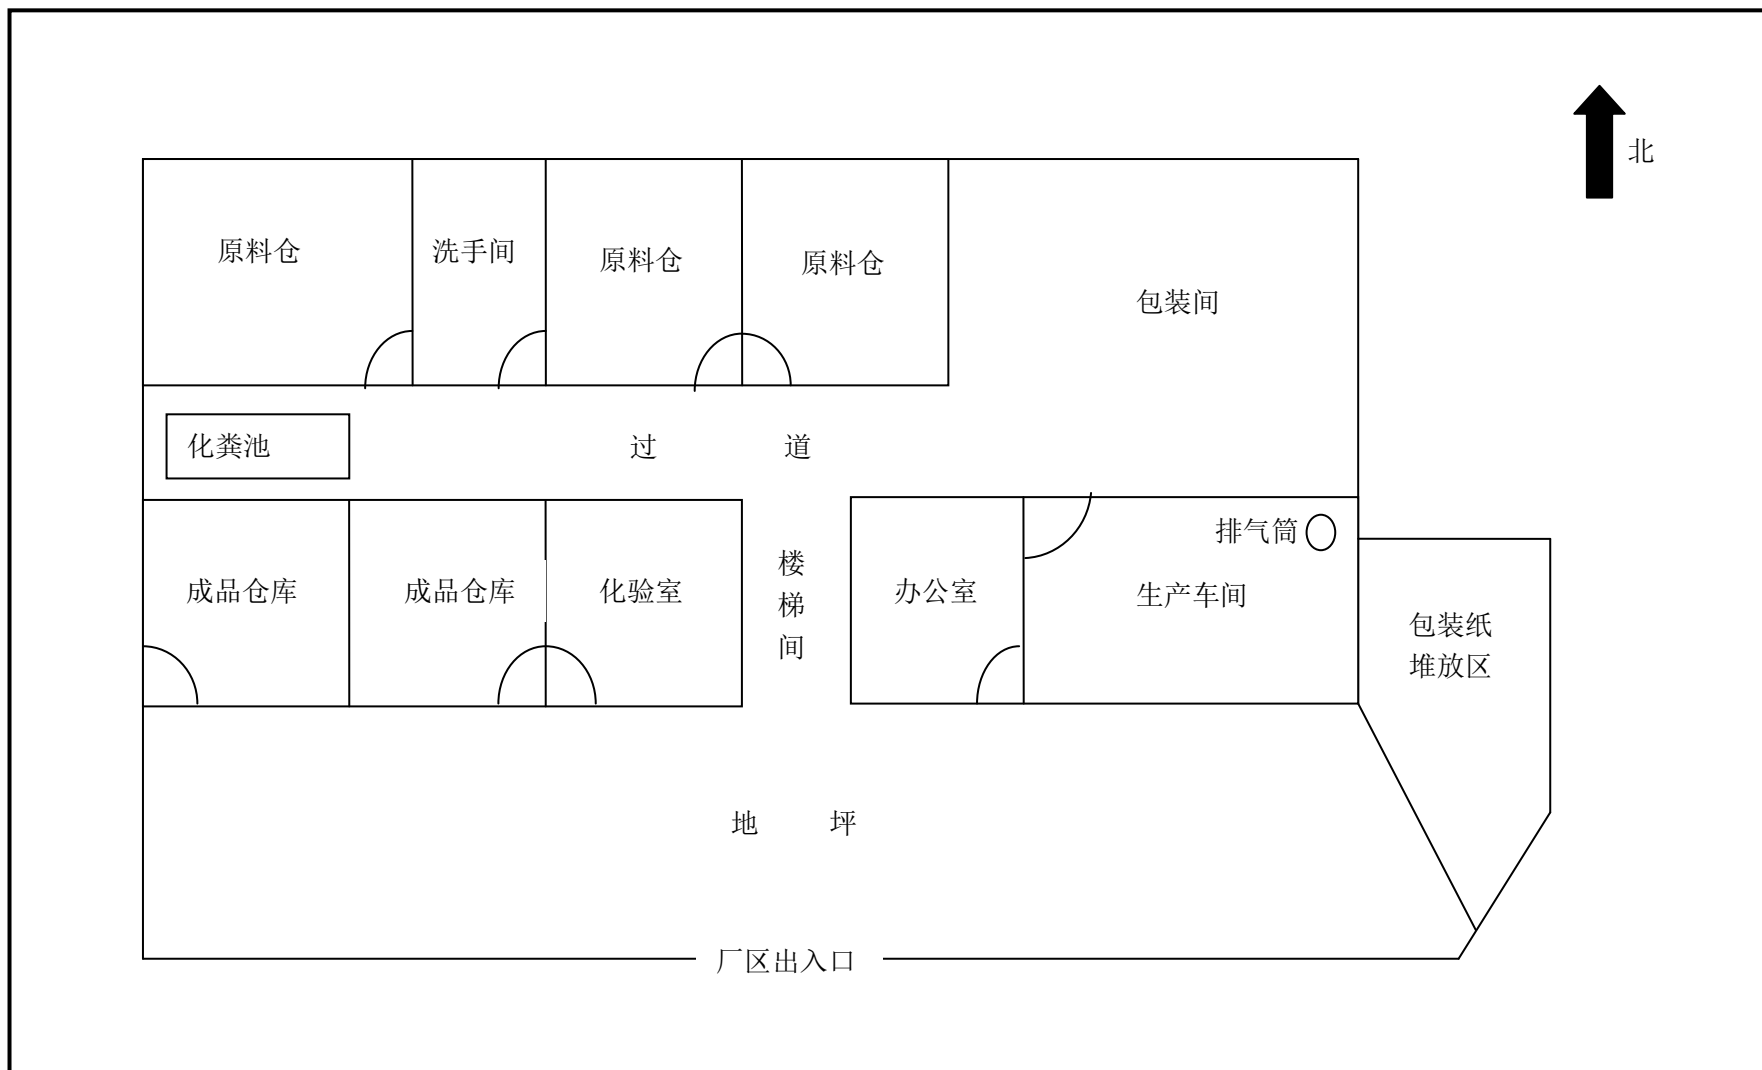 北
原料仓
洗手间
原料仓
原料仓
包装间
化粪池
过 道
成品仓库
成品仓库
化验室
楼
梯
间
办公室
排气筒
生产车间
包装纸
堆放区
地 坪
厂区出入口